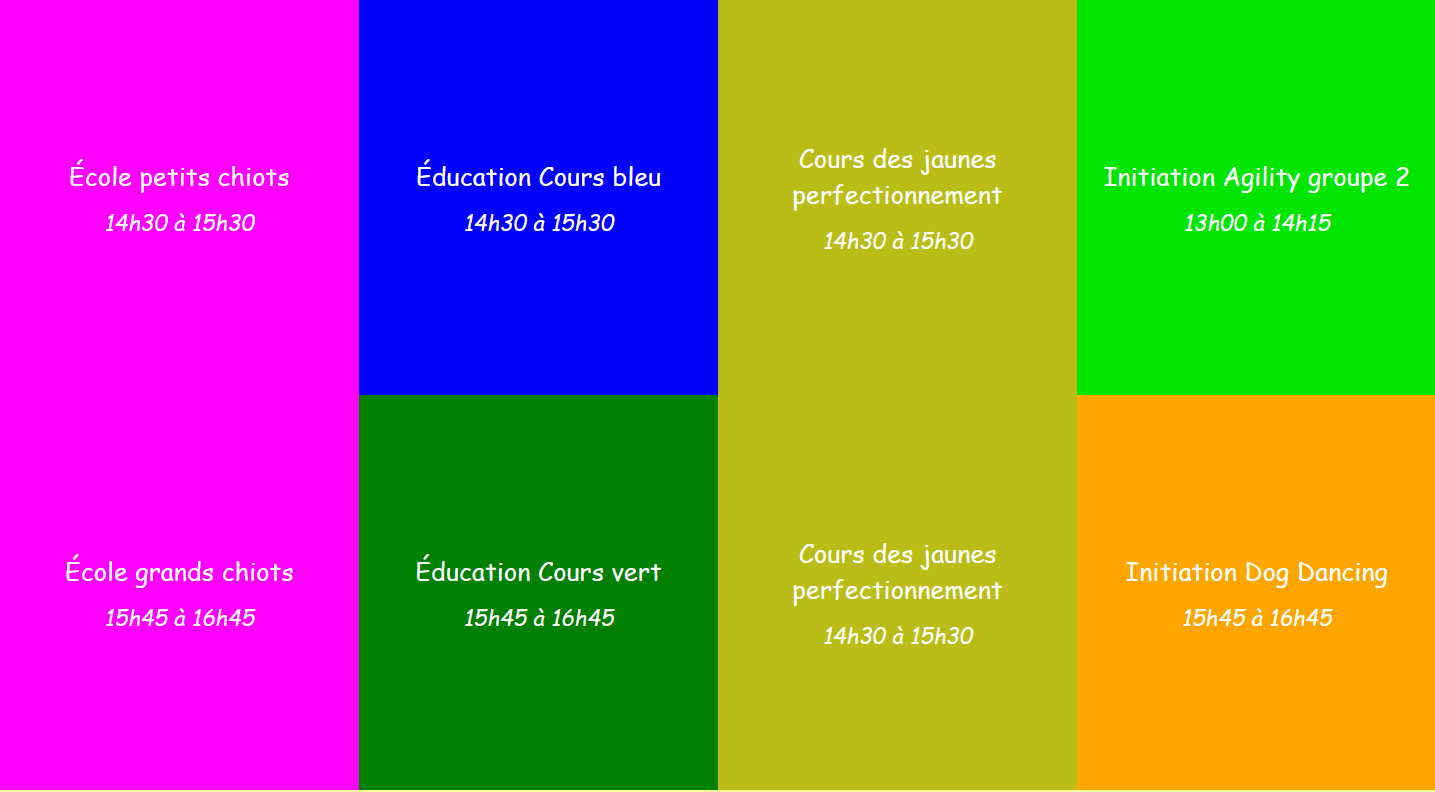 École petits chiots
14h30 à 15h30
Éducation Cours bleu
14h30 à 15h30
Cours des jaunes
perfectionnement
14h30 à 15h30
Initiation Agility groupe 2
13h00 à 14h15
École grands chiots
15h45 à 16h45
Éducation Cours vert
15h45 à 16h45
Cours des jaunes
perfectionnement
14h30 à 15h30
Initiation Dog Dancing
15h45 à 16h45